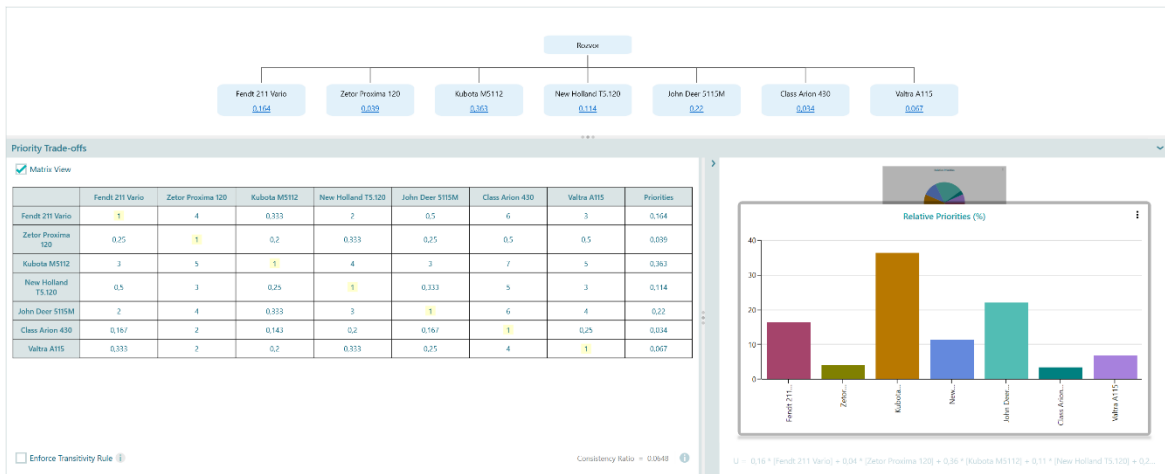 Rozvor
Fendt 211 Vario Zetor Proxima 120 Kubota M5112 New Holland T5.120 John Deer 5115M Class Arion 430 Valtra A115
0,164 0,039 0,363 0,114 0,22 0,034 0,067
Priority Trade-offs
Matrix View
Fendt 211 Vario Zetor Proxima 120 Kubota M5112 New Holland T5.120 John Deer 5115M Class Arion 430 Valtra A115 Priorities
Fendt 211 Vario 1 4 0,333 2 0,5 6 3 0,164
Zetor Proxima
120 0,25 1 0,2 0,333 0,25 0,5 0,5 0,039
Kubota M5112 3 5 1 4 3 7 5 0,363
New Holland
T5.120 0,5 3 0,25 1 0,333 5 3 0,114
John Deer 5115M 2 4 0,333 3 1 6 4 0,22
Class Arion 430 0,167 2 0,143 0,2 0,167 1 0,25 0,034
Valtra A115 0,333 2 0,2 0,333 0,25 4 1 0,067
Enforce Transitivity Rule
Consistency Ratio = 0.0648
Relative Priorities (%)
40
30
20
10
0
Fendt 211...
Zetor...
Kubota...
New...
John Deer...
Class Arion...
Valtra A115
U = 0,16 * [Fendt 211 Vario] + 0,04 * [Zetor Proxima 120] + 0,36 * [Kubota M5112] + 0,11 * [New Holland T5.120] + 0,2...